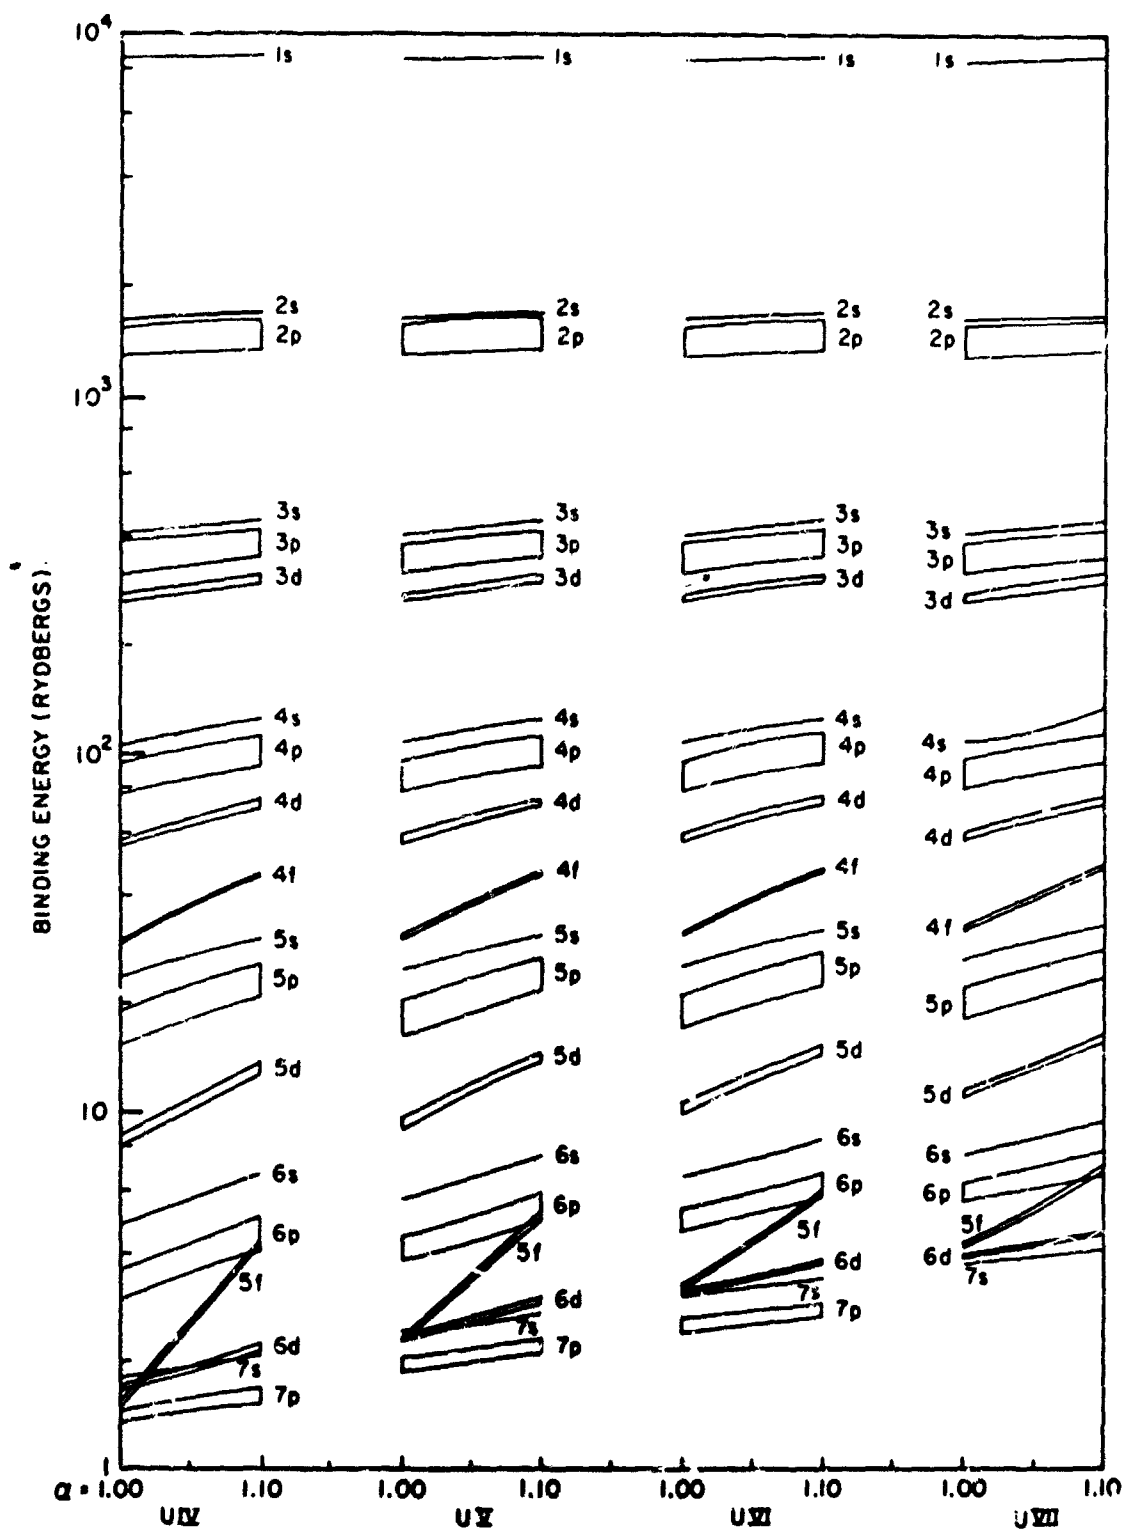 10⁴
1s 1s 1s 1s
2s 2s 2s 2s
2p 2p 2p 2p
10³
3s 3s 3s 3s
3p 3p 3p 3p
3d 3d 3d 3d
BINDING ENERGY (RYDBERGS)
4s 4s 4s 4s
10² 4p 4p 4p 4p
4d 4d 4d 4d
4f 4f 4f 4f
5s 5s 5s
5p 5p 5p 5p
5d 5d 5d 5d
10
6s 6s 6s 6s
6p 6p 6p 6p
5f 5f 5f 5f
6d 6d 6d 6d
7s 7s 7s 7s
7p 7p 7p
1
α = 1.00 1.10 1.00 1.10 1.00 1.10 1.00 1.10
U IV U V U VI U VII